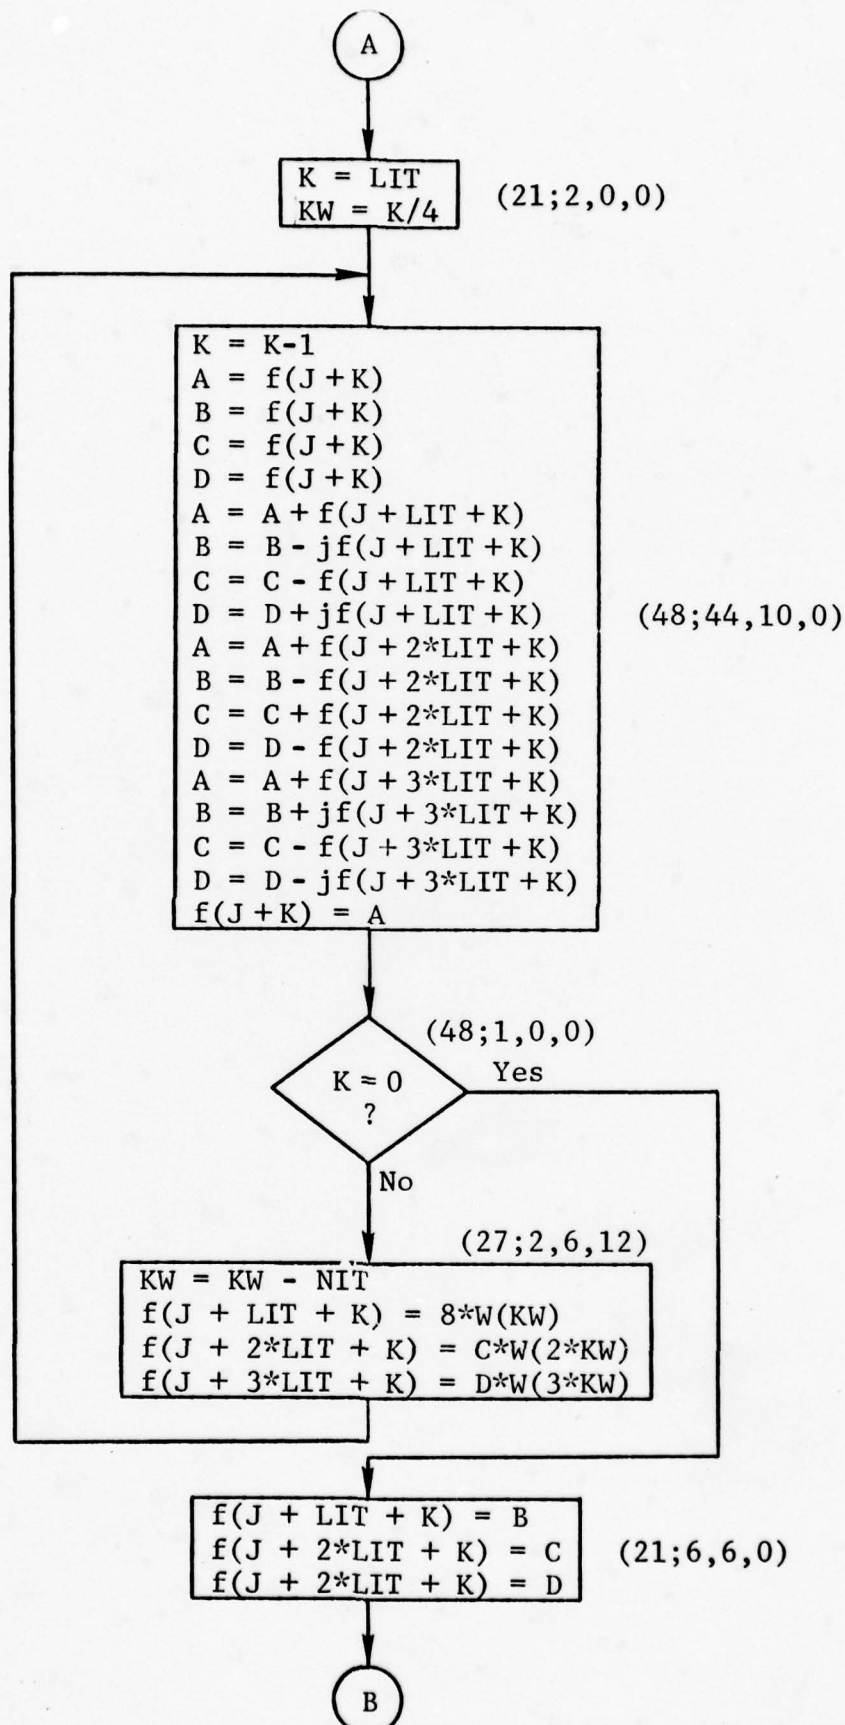 A
K = LIT
KW = K/4
(21;2,0,0)
K = K-1
A = f(J+K)
B = f(J+K)
C = f(J+K)
D = f(J+K)
A = A+f(J+LIT+K)
B = B-jf(J+LIT+K)
C = C-f(J+LIT+K)
D = D+jf(J+LIT+K)
A = A+f(J+2*LIT+K)
B = B-f(J+2*LIT+K)
C = C+f(J+2*LIT+K)
D = D-f(J+2*LIT+K)
A = A+f(J+3*LIT+K)
B = B+jf(J+3*LIT+K)
C = C-f(J+3*LIT+K)
D = D-jf(J+3*LIT+K)
f(J+K) = A
(48;44,10,0)
(48;1,0,0)
K=0
?
Yes
No
(27;2,6,12)
KW = KW - NIT
f(J + LIT + K) = 8*W(KW)
f(J + 2*LIT + K) = C*W(2*KW)
f(J + 3*LIT + K) = D*W(3*KW)
f(J + LIT + K) = B
f(J + 2*LIT + K) = C
f(J + 2*LIT + K) = D
(21;6,6,0)
B